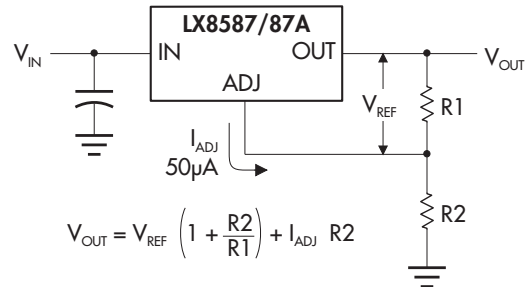 LX8587/87A
V_IN
IN
OUT
V_OUT
ADJ
V_REF
R1
I_ADJ
50µA
R2
V_OUT = V_REF (1 + R2/R1) + I_ADJ R2